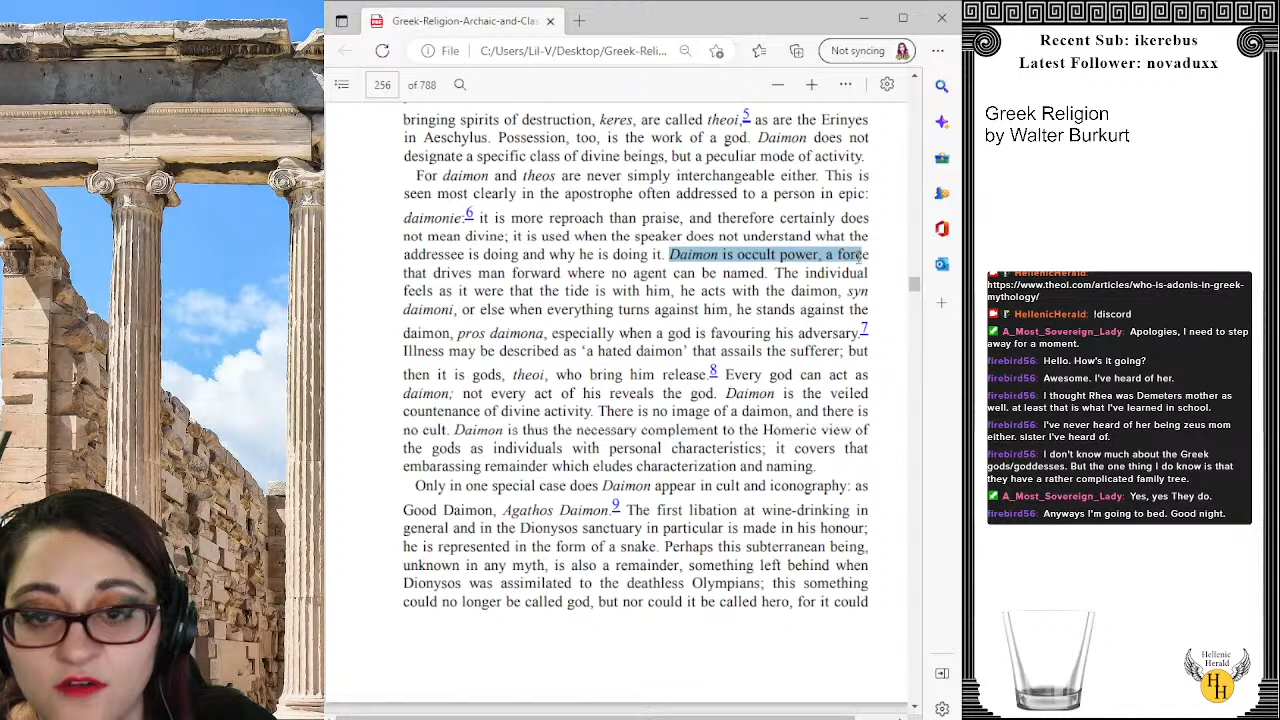 Greek-Religion-Archaic-and-Clas
File
C:/Users/Lil-V/Desktop/Greek-Reli...
Not syncing
256 of 788
bringing spirits of destruction, keres, are called theoi,5 as are the Erinyes
in Aeschylus. Possession, too, is the work of a god. Daimon does not
designate a specific class of divine beings, but a peculiar mode of activity.
For daimon and theos are never simply interchangeable either. This is
seen most clearly in the apostrophe often addressed to a person in epic:
daimonie:6 it is more reproach than praise, and therefore certainly does
not mean divine; it is used when the speaker does not understand what the
addressee is doing and why he is doing it. Daimon is occult power, a force
that drives man forward where no agent can be named. The individual
feels as it were that the tide is with him, he acts with the daimon, syn
daimoni, or else when everything turns against him, he stands against the
daimon, pros daimona, especially when a god is favouring his adversary.7
Illness may be described as ‘a hated daimon’ that assails the sufferer; but
then it is gods, theoi, who bring him release.8 Every god can act as
daimon; not every act of his reveals the god. Daimon is the veiled
countenance of divine activity. There is no image of a daimon, and there is
no cult. Daimon is thus the necessary complement to the Homeric view of
the gods as individuals with personal characteristics; it covers that
embarassing remainder which eludes characterization and naming.
Only in one special case does Daimon appear in cult and iconography: as
Good Daimon, Agathos Daimon.9 The first libation at wine-drinking in
general and in the Dionysos sanctuary in particular is made in his honour;
he is represented in the form of a snake. Perhaps this subterranean being,
unknown in any myth, is also a remainder, something left behind when
Dionysos was assimilated to the deathless Olympians; this something
could no longer be called god, but nor could it be called hero, for it could
Recent Sub: ikerebus
Latest Follower: novaduxx
Greek Religion
by Walter Burkurt
HellenicHerald:
https://www.theoi.com/articles/who-is-adonis-in-greek-
mythology/
HellenicHerald: !discord
A_Most_Sovereign_Lady: Apologies, I need to step
away for a moment.
firebird56: Hello. How's it going?
firebird56: Awesome. I've heard of her.
firebird56: I thought Rhea was Demeters mother as
well. at least that is what I've learned in school.
firebird56: I've never heard of her being zeus mom
either. sister I've heard of.
firebird56: I don't know much about the Greek
gods/goddesses. But the one thing I do know is that
they have a rather complicated family tree.
A_Most_Sovereign_Lady: Yes, yes They do.
firebird56: Anyways I'm going to bed. Good night.
Hellenic
Herald
HH